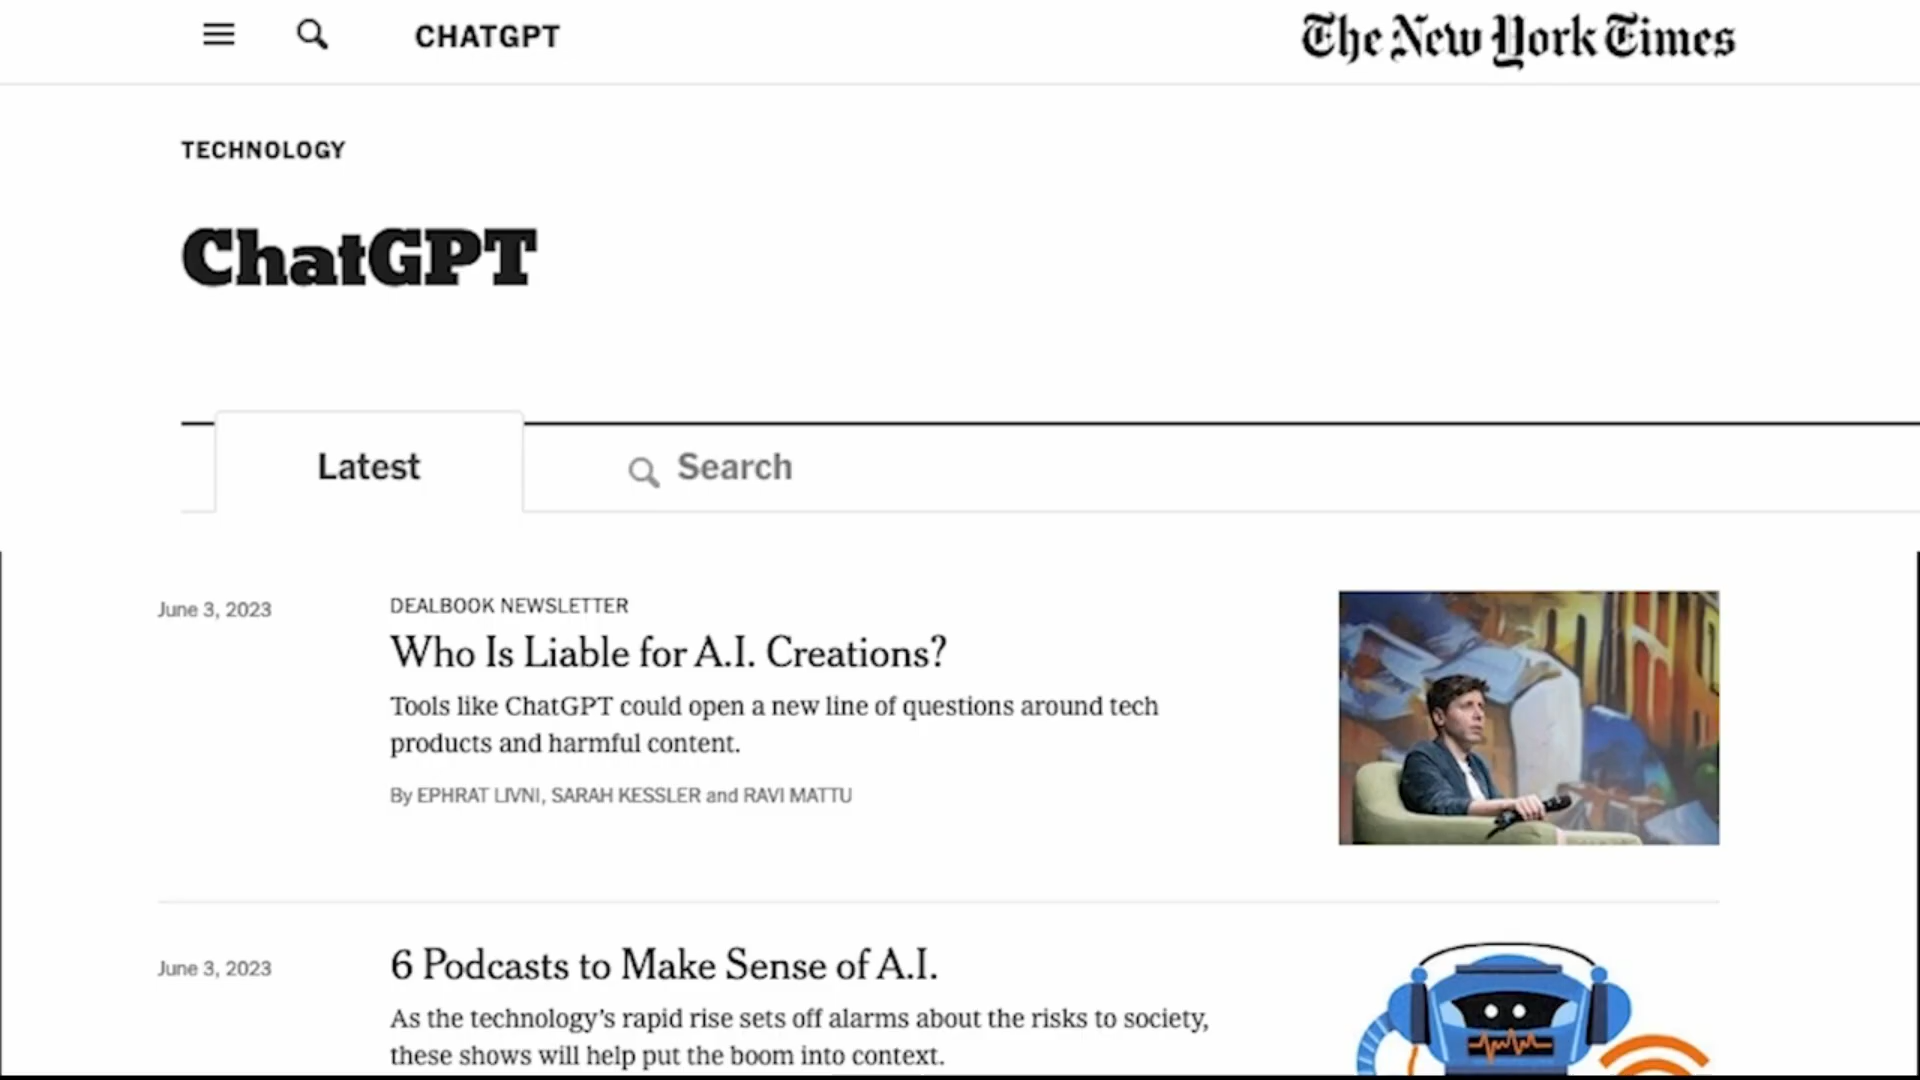 CHATGPT
The New York Times
TECHNOLOGY
ChatGPT
Latest
Search
June 3, 2023
DEALBOOK NEWSLETTER
Who Is Liable for A.I. Creations?
Tools like ChatGPT could open a new line of questions around tech
products and harmful content.
By EPHRAT LIVNI, SARAH KESSLER and RAVI MATTU
June 3, 2023
6 Podcasts to Make Sense of A.I.
As the technology’s rapid rise sets off alarms about the risks to society,
these shows will help put the boom into context.